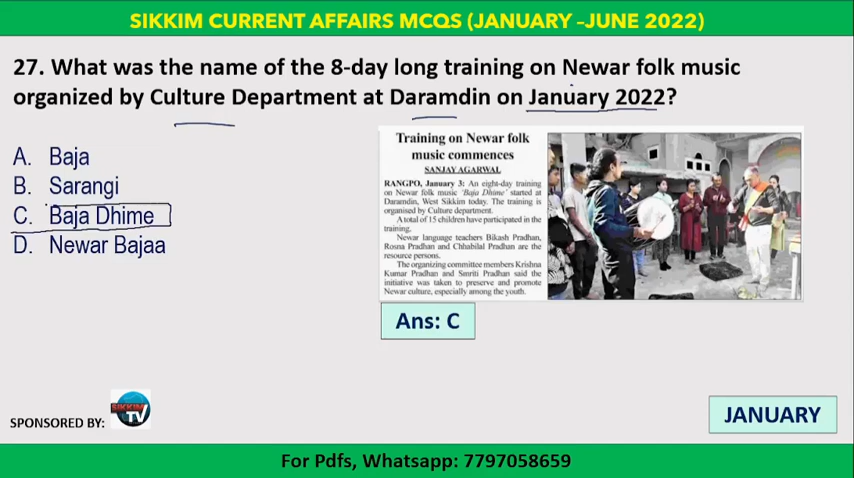 SIKKIM CURRENT AFFAIRS MCQS (JANUARY –JUNE 2022)
27. What was the name of the 8-day long training on Newar folk music
organized by Culture Department at Daramdin on January 2022?
A. Baja
B. Sarangi
C. Baja Dhime
D. Newar Bajaa
Training on Newar folk
music commences
SANJAY AGARWAL
RANGPO, January 3: An eight-day training
on Newar folk music 'Baja Dhime' started at
Daramdin, West Sikkim today. The training is
organised by Culture department.
A total of 15 children have participated in the
training.
Newar language teachers Bikash Pradhan,
Rosna Pradhan and Chhabilal Pradhan are the
resource persons.
The organizing committee members Krishna
Kumar Pradhan and Smriti Pradhan said the
initiative was taken to preserve and promote
Newar culture, especially among the youth.
Ans: C
SPONSORED BY:
SIKKIM
TV
JANUARY
For Pdfs, Whatsapp: 7797058659